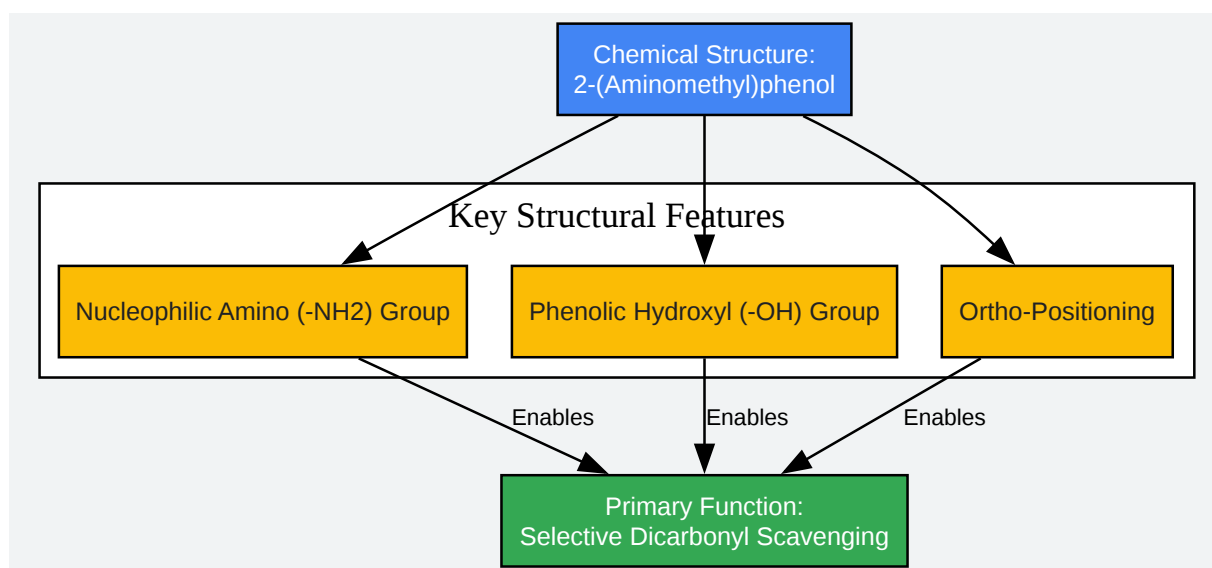 Chemical Structure:
2-(Aminomethyl)phenol
Key Structural Features
Nucleophilic Amino (-NH2) Group
Phenolic Hydroxyl (-OH) Group
Ortho-Positioning
Enables
Enables
Enables
Primary Function:
Selective Dicarbonyl Scavenging